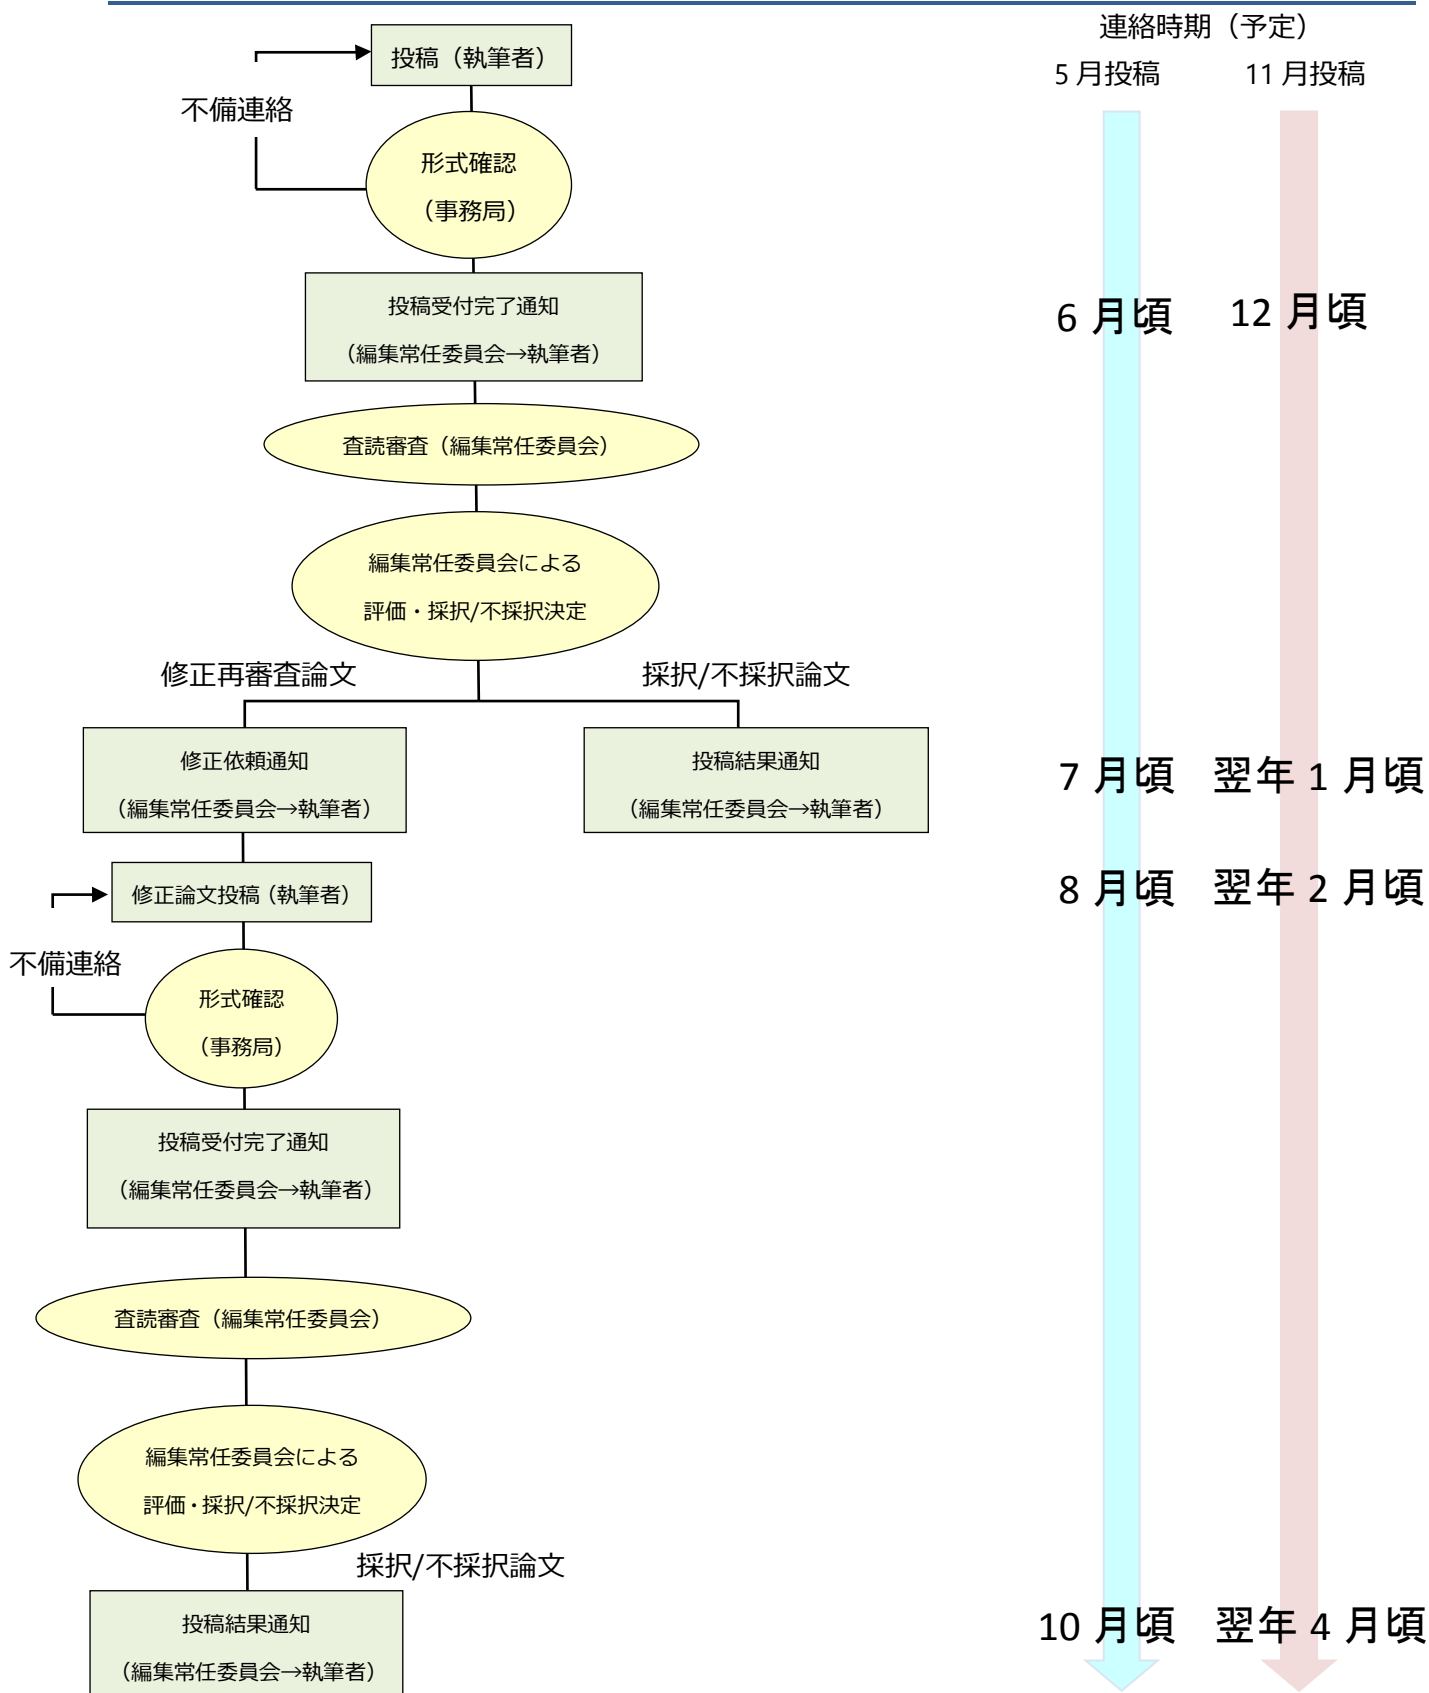 連絡時期（予定）
5 月投稿
11 月投稿
投稿（執筆者）
不備連絡
形式確認
（事務局）
投稿受付完了通知
（編集常任委員会→執筆者）
6 月頃
12 月頃
査読審査（編集常任委員会）
編集常任委員会による
評価・採択/不採択決定
修正再審査論文
採択/不採択論文
修正依頼通知
（編集常任委員会→執筆者）
投稿結果通知
（編集常任委員会→執筆者）
7 月頃
翌年 1 月頃
修正論文投稿（執筆者）
8 月頃
翌年 2 月頃
不備連絡
形式確認
（事務局）
投稿受付完了通知
（編集常任委員会→執筆者）
査読審査（編集常任委員会）
編集常任委員会による
評価・採択/不採択決定
採択/不採択論文
投稿結果通知
（編集常任委員会→執筆者）
10 月頃
翌年 4 月頃